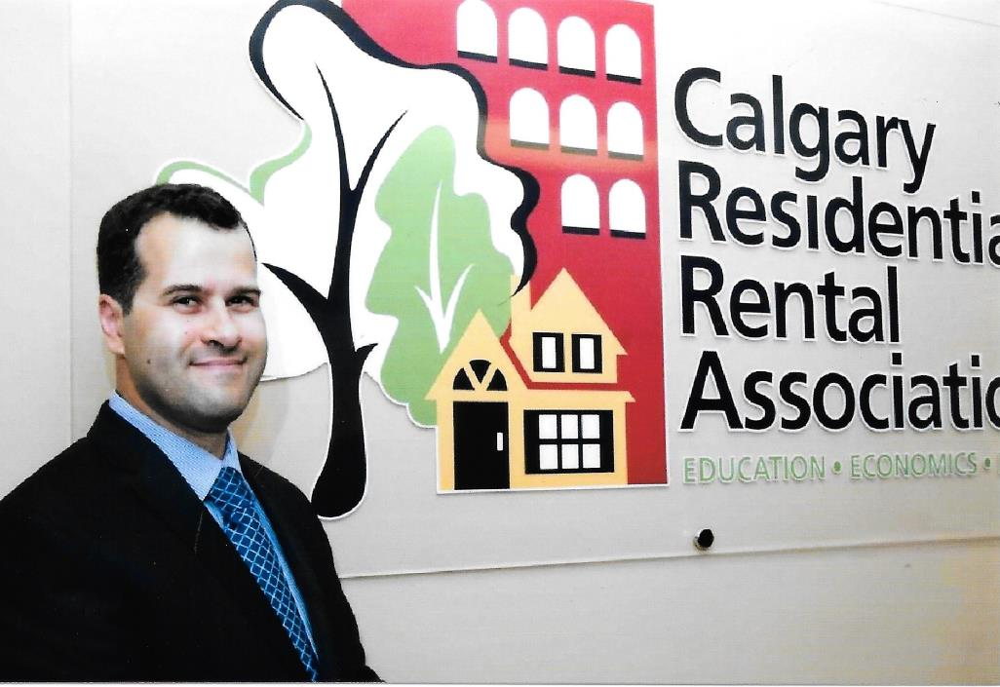 Calgary
Residentia
Rental
Associatio
EDUCATION • ECONOMICS •